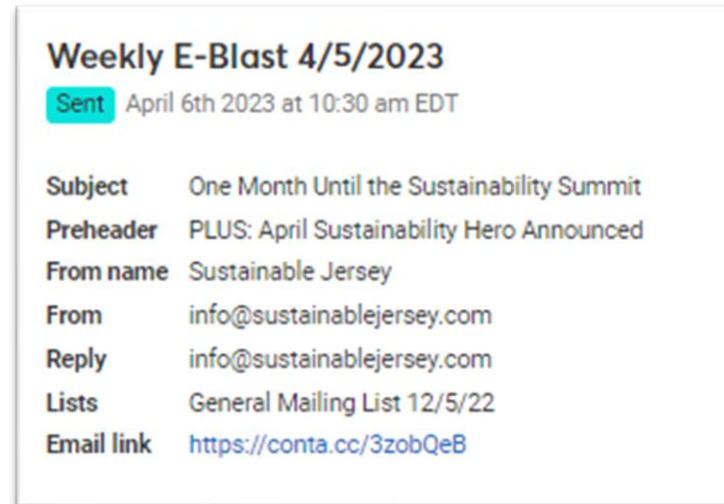 Weekly E-Blast 4/5/2023
Sent April 6th 2023 at 10:30 am EDT
Subject One Month Until the Sustainability Summit
Preheader PLUS: April Sustainability Hero Announced
From name Sustainable Jersey
From info@sustainablejersey.com
Reply info@sustainablejersey.com
Lists General Mailing List 12/5/22
Email link https://conta.cc/3zobQeB